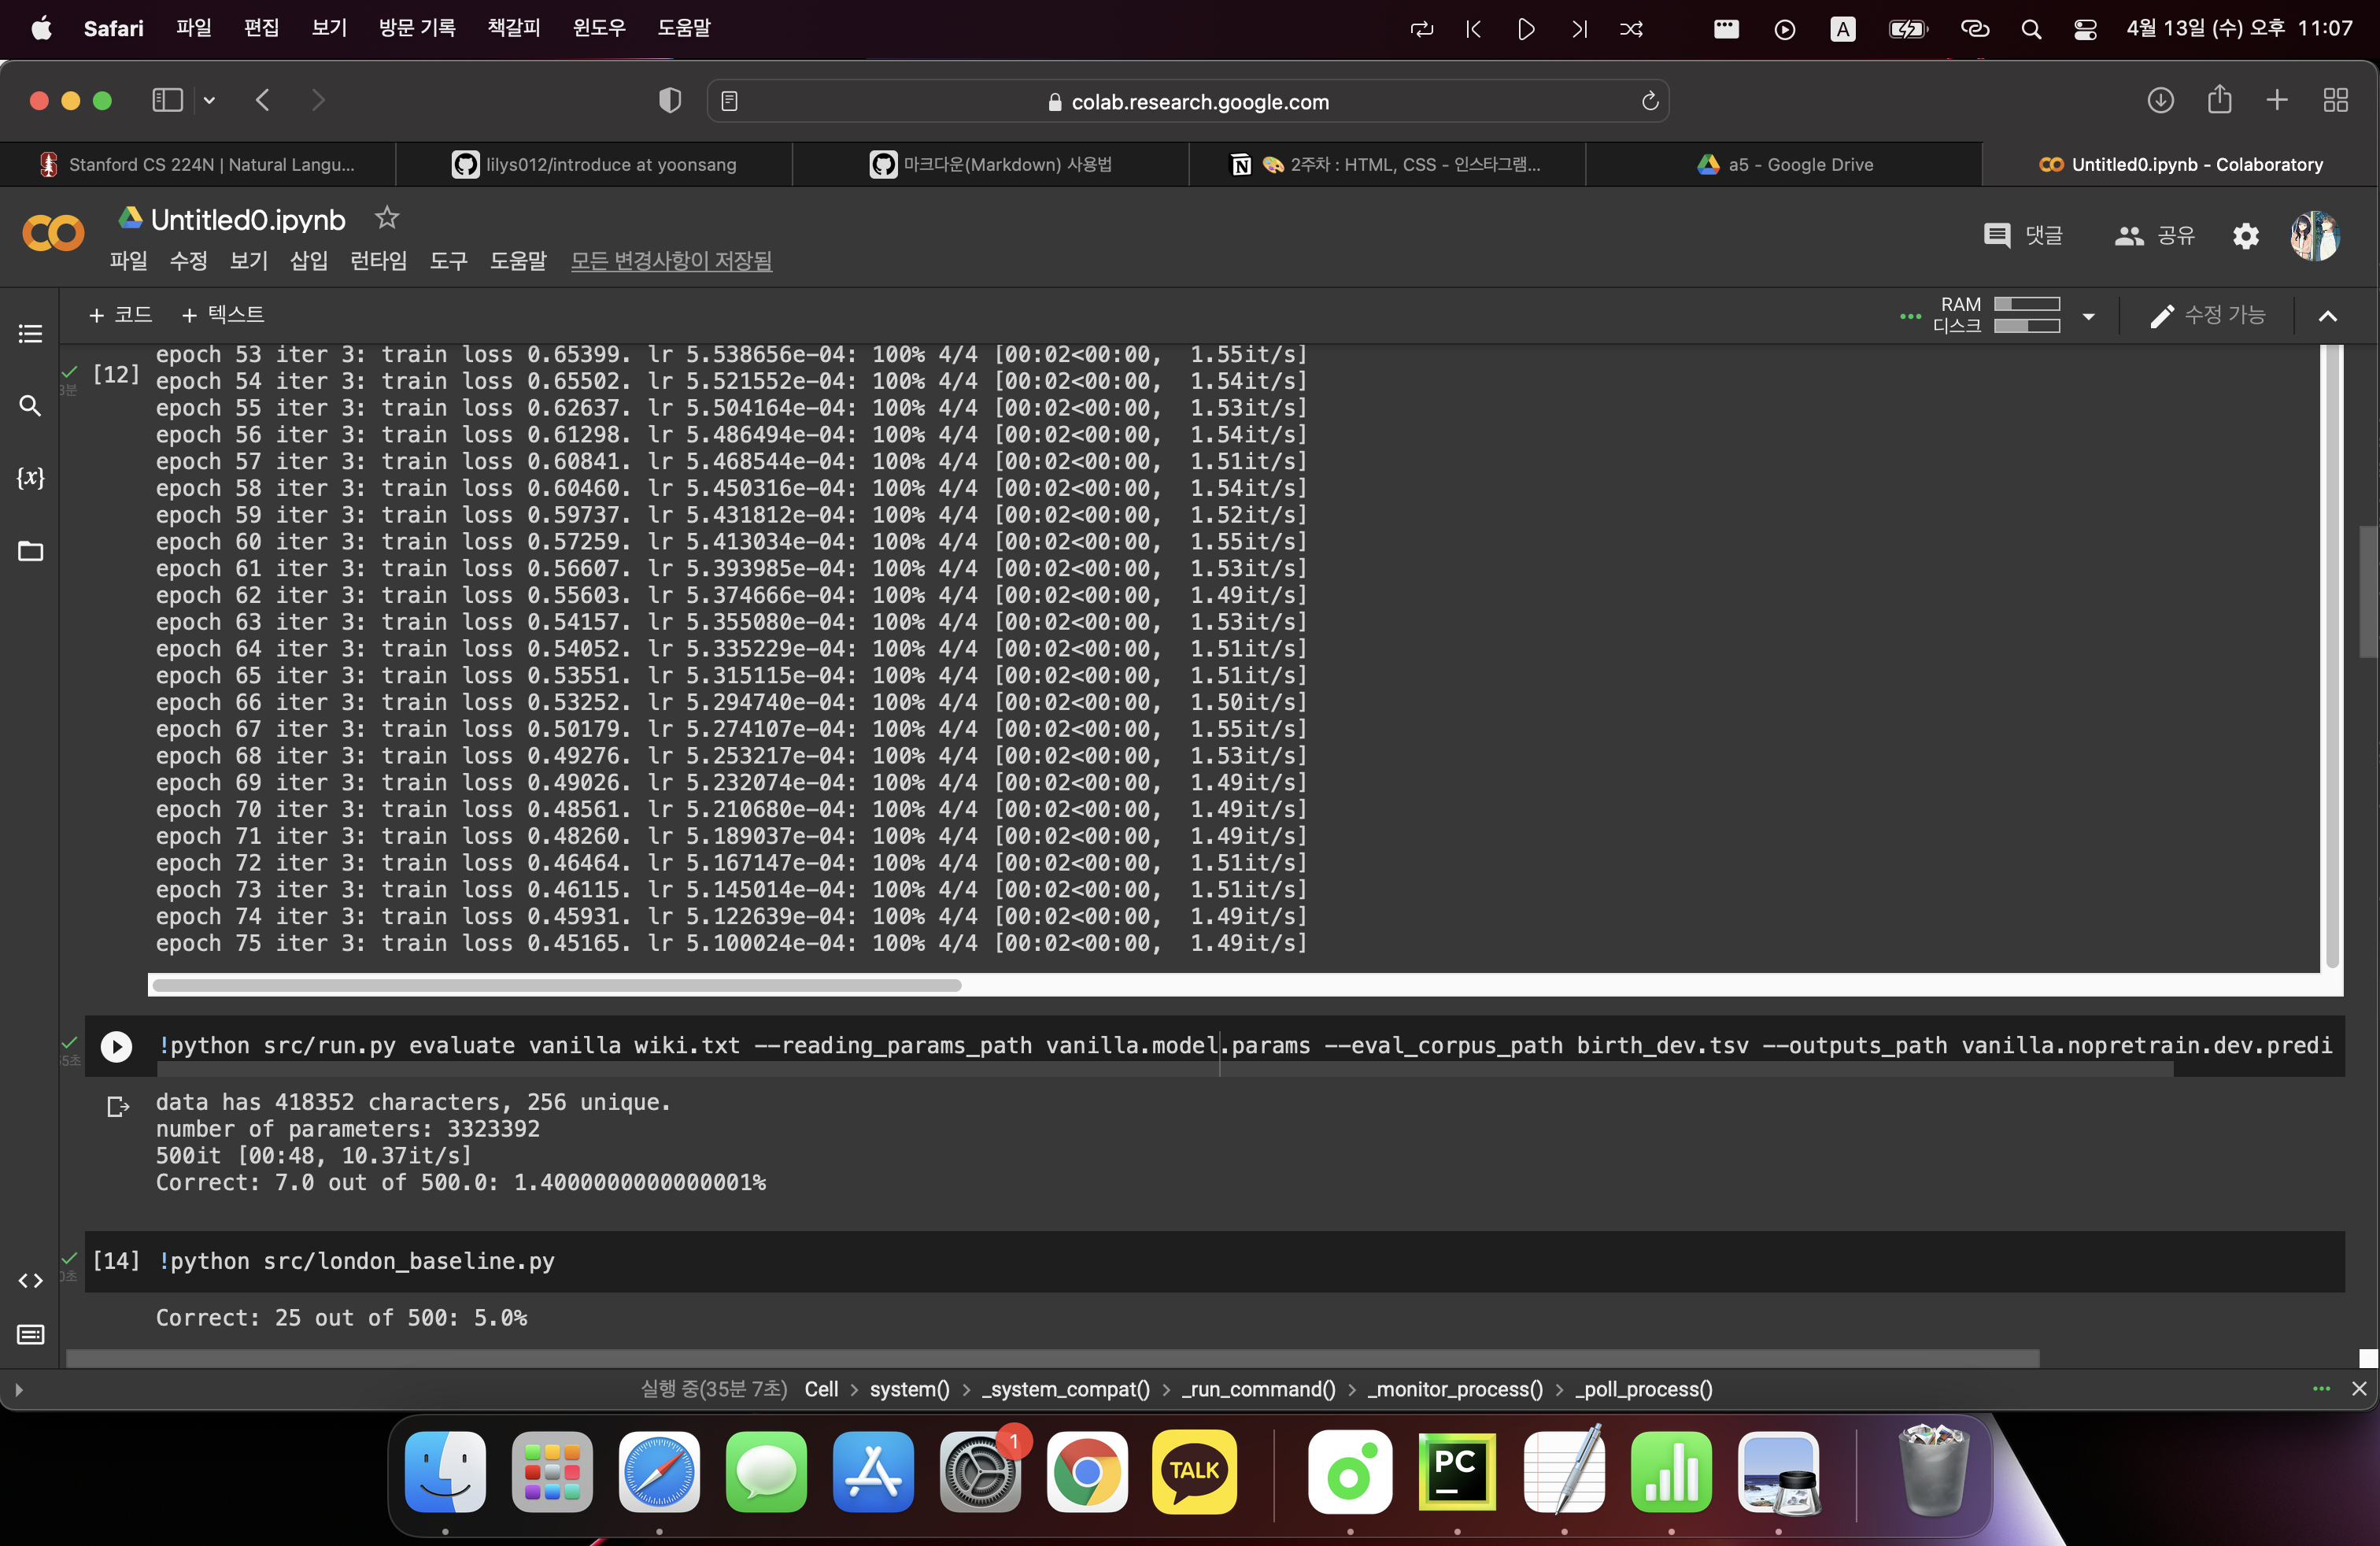 Safari 파일 편집 보기 방문 기록 책갈피 윈도우 도움말 A 4월 13일 (수) 오후 11:07
colab.research.google.com
Stanford CS 224N | Natural Langu... lilys012/introduce at yoonsang 마크다운(Markdown) 사용법 2주차 : HTML, CSS - 인스타그램... a5 - Google Drive Untitled0.ipynb - Colaboratory
Untitled0.ipynb
댓글 공유
파일 수정 보기 삽입 런타임 도구 도움말 모든 변경사항이 저장됨
+ 코드 + 텍스트 RAM 디스크 수정 가능
epoch 53 iter 3: train loss 0.65399. lr 5.538656e-04: 100% 4/4 [00:02<00:00, 1.55it/s]
[12]
3분
epoch 54 iter 3: train loss 0.65502. lr 5.521552e-04: 100% 4/4 [00:02<00:00, 1.54it/s]
epoch 55 iter 3: train loss 0.62637. lr 5.504164e-04: 100% 4/4 [00:02<00:00, 1.53it/s]
epoch 56 iter 3: train loss 0.61298. lr 5.486494e-04: 100% 4/4 [00:02<00:00, 1.54it/s]
epoch 57 iter 3: train loss 0.60841. lr 5.468544e-04: 100% 4/4 [00:02<00:00, 1.51it/s]
epoch 58 iter 3: train loss 0.60460. lr 5.450316e-04: 100% 4/4 [00:02<00:00, 1.54it/s]
epoch 59 iter 3: train loss 0.59737. lr 5.431812e-04: 100% 4/4 [00:02<00:00, 1.52it/s]
epoch 60 iter 3: train loss 0.57259. lr 5.413034e-04: 100% 4/4 [00:02<00:00, 1.55it/s]
epoch 61 iter 3: train loss 0.56607. lr 5.393985e-04: 100% 4/4 [00:02<00:00, 1.53it/s]
epoch 62 iter 3: train loss 0.55603. lr 5.374666e-04: 100% 4/4 [00:02<00:00, 1.49it/s]
epoch 63 iter 3: train loss 0.54157. lr 5.355080e-04: 100% 4/4 [00:02<00:00, 1.53it/s]
epoch 64 iter 3: train loss 0.54052. lr 5.335229e-04: 100% 4/4 [00:02<00:00, 1.51it/s]
epoch 65 iter 3: train loss 0.53551. lr 5.315115e-04: 100% 4/4 [00:02<00:00, 1.51it/s]
epoch 66 iter 3: train loss 0.53252. lr 5.294740e-04: 100% 4/4 [00:02<00:00, 1.50it/s]
epoch 67 iter 3: train loss 0.50179. lr 5.274107e-04: 100% 4/4 [00:02<00:00, 1.55it/s]
epoch 68 iter 3: train loss 0.49276. lr 5.253217e-04: 100% 4/4 [00:02<00:00, 1.53it/s]
epoch 69 iter 3: train loss 0.49026. lr 5.232074e-04: 100% 4/4 [00:02<00:00, 1.49it/s]
epoch 70 iter 3: train loss 0.48561. lr 5.210680e-04: 100% 4/4 [00:02<00:00, 1.49it/s]
epoch 71 iter 3: train loss 0.48260. lr 5.189037e-04: 100% 4/4 [00:02<00:00, 1.49it/s]
epoch 72 iter 3: train loss 0.46464. lr 5.167147e-04: 100% 4/4 [00:02<00:00, 1.51it/s]
epoch 73 iter 3: train loss 0.46115. lr 5.145014e-04: 100% 4/4 [00:02<00:00, 1.51it/s]
epoch 74 iter 3: train loss 0.45931. lr 5.122639e-04: 100% 4/4 [00:02<00:00, 1.49it/s]
epoch 75 iter 3: train loss 0.45165. lr 5.100024e-04: 100% 4/4 [00:02<00:00, 1.49it/s]
!python src/run.py evaluate vanilla wiki.txt --reading_params_path vanilla.model.params --eval_corpus_path birth_dev.tsv --outputs_path vanilla.nopretrain.dev.predi
data has 418352 characters, 256 unique.
number of parameters: 3323392
500it [00:48, 10.37it/s]
Correct: 7.0 out of 500.0: 1.4000000000000001%
[14] !python src/london_baseline.py
0초
Correct: 25 out of 500: 5.0%
실행 중(35분 7초) Cell > system() > _system_compat() > _run_command() > _monitor_process() > _poll_process()
1
TALK
PC